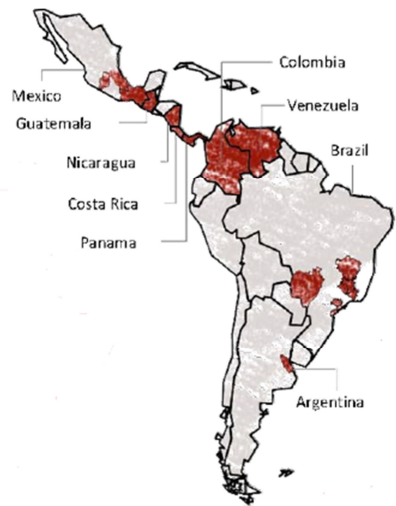 Colombia
Mexico
Venezuela
Guatemala
Brazil
Nicaragua
Costa Rica
Panama
Argentina